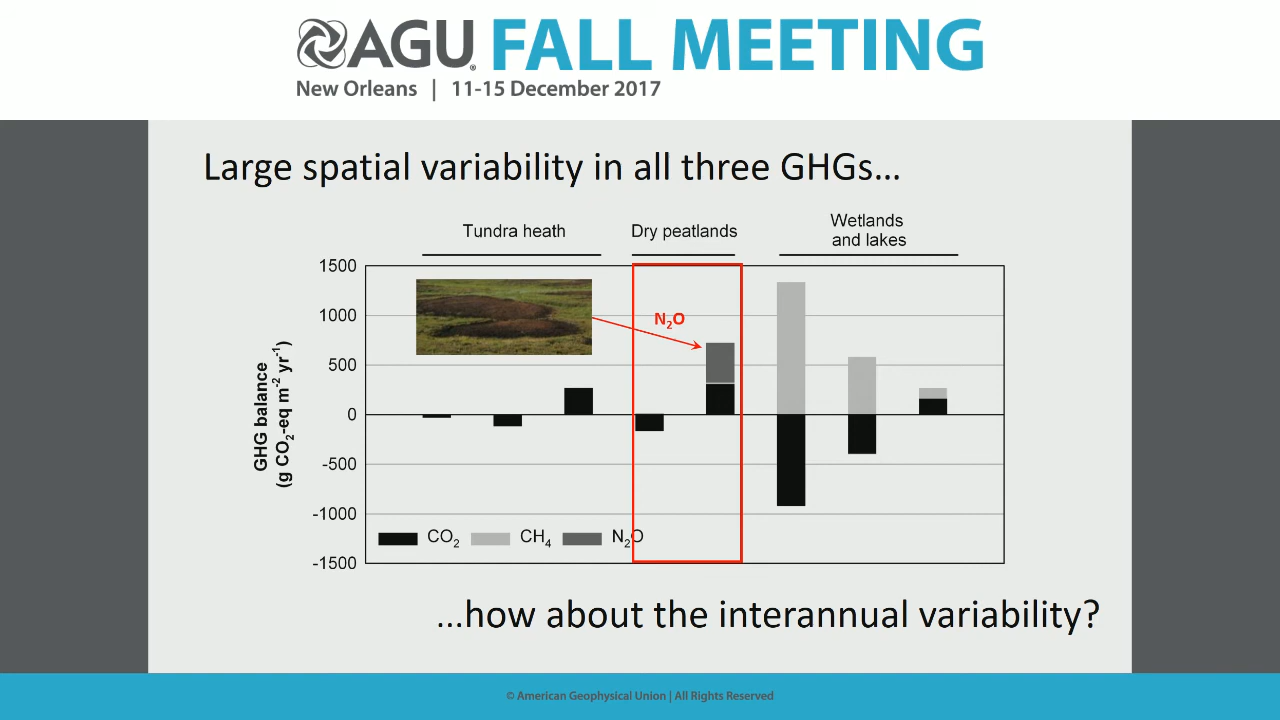 AGU FALL MEETING
New Orleans | 11-15 December 2017
Large spatial variability in all three GHGs…
Tundra heath
Dry peatlands
Wetlands
and lakes
1500
1000
500
0
-500
-1000
-1500
GHG balance
(g CO₂-eq m⁻² yr⁻¹)
N₂O
CO₂
CH₄
N₂O
…how about the interannual variability?
© American Geophysical Union | All Rights Reserved